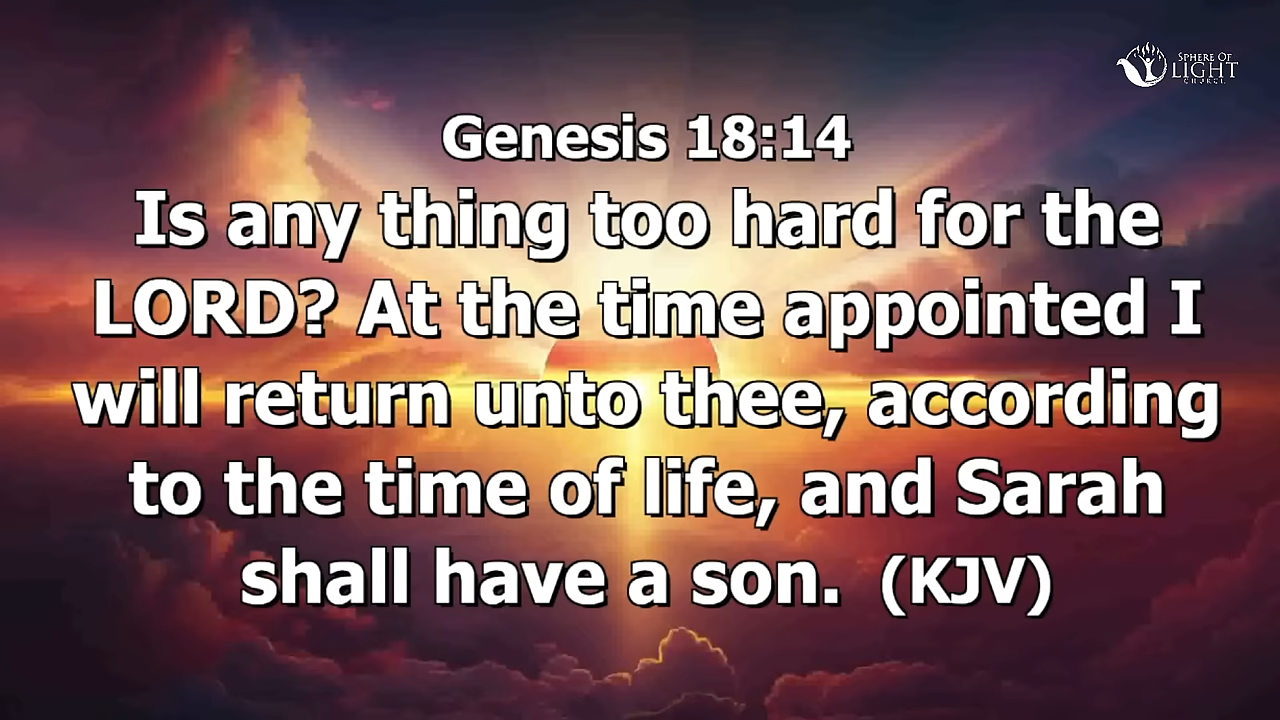 SPHERE OF
LIGHT
CHURCH
Genesis 18:14
Is any thing too hard for the
LORD? At the time appointed I
will return unto thee, according
to the time of life, and Sarah
shall have a son.  (KJV)